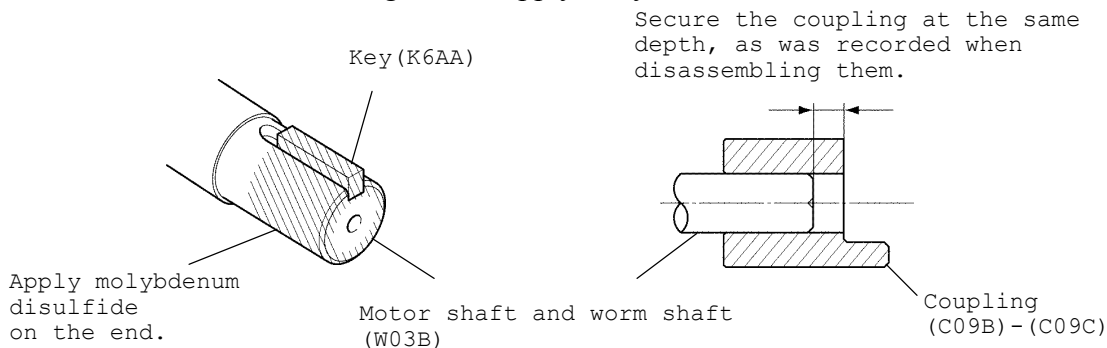 Secure the coupling at the same
depth, as was recorded when
disassembling them.
Key(K6AA)
Apply molybdenum
disulfide
on the end.
Motor shaft and worm shaft
(W03B)
Coupling
(C09B)-(C09C)